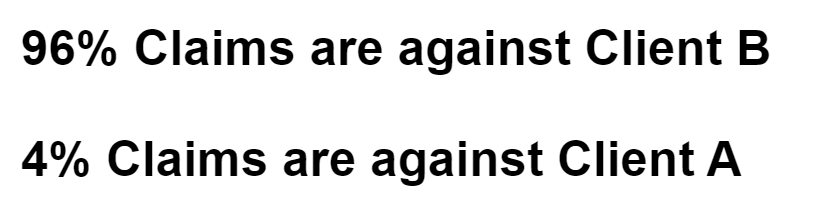 96% Claims are against Client B
4% Claims are against Client A